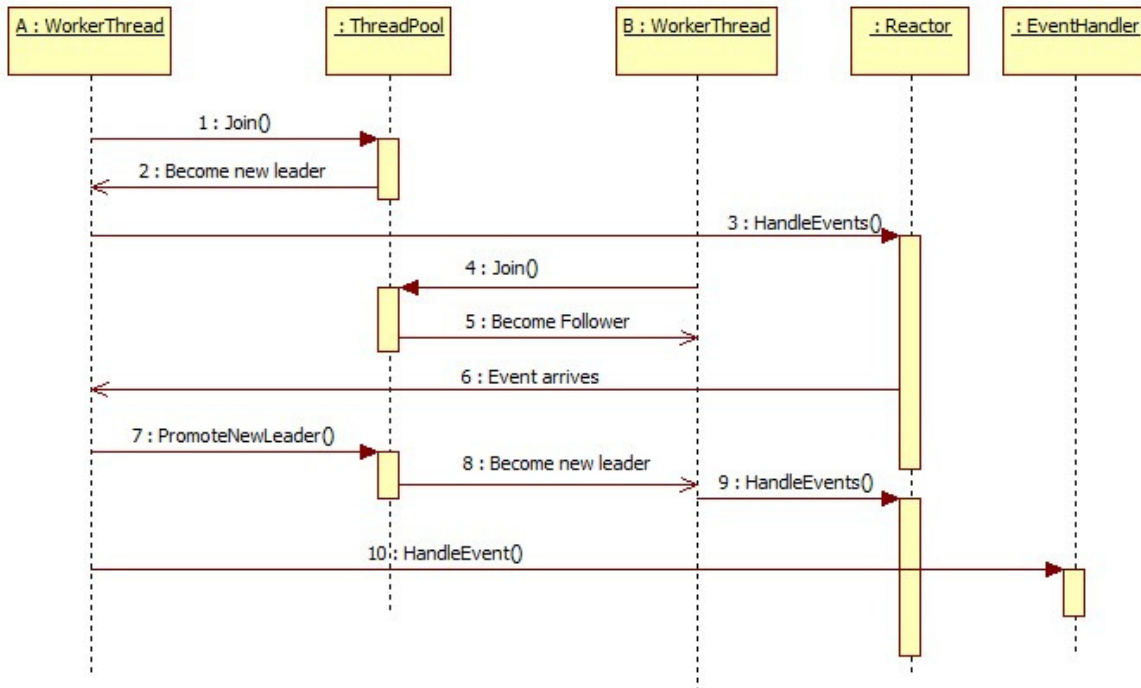 A : WorkerThread
: ThreadPool
B : WorkerThread
: Reactor
: EventHandler
1 : Join()
2 : Become new leader
3 : HandleEvents()
4 : Join()
5 : Become Follower
6 : Event arrives
7 : PromoteNewLeader()
8 : Become new leader
9 : HandleEvents()
10 : HandleEvent()